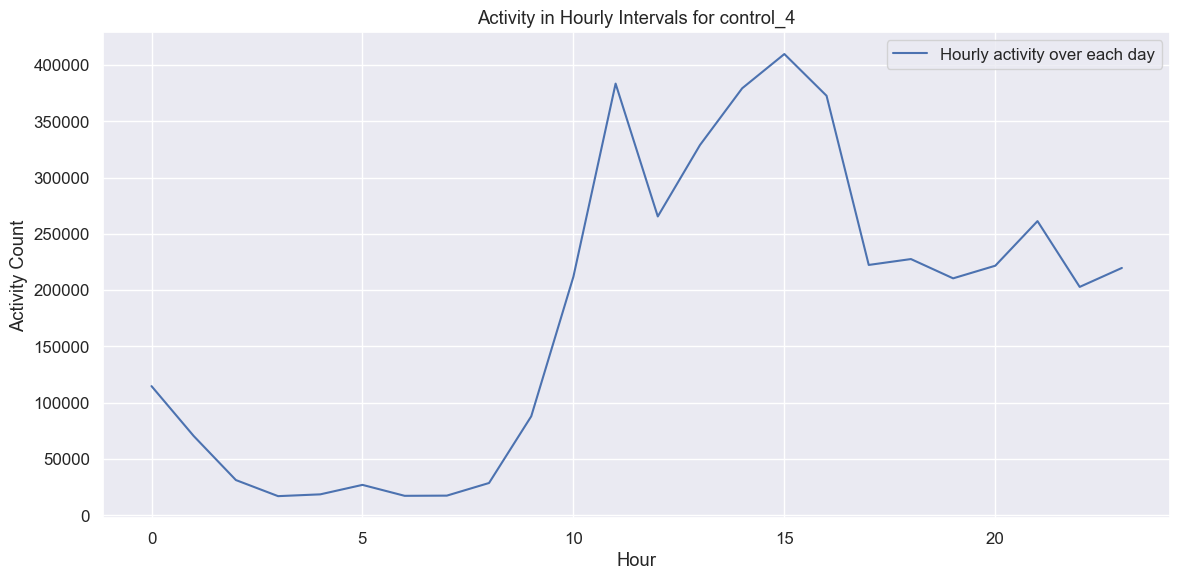 Activity in Hourly Intervals for control_4
Hourly activity over each day
Activity Count
400000
350000
300000
250000
200000
150000
100000
50000
0
0 5 10 15 20
Hour